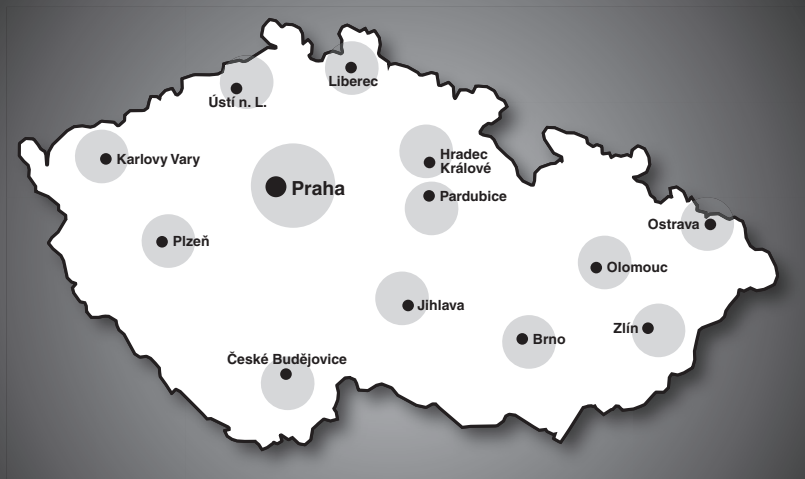 Liberec
Ústí n. L.
Karlovy Vary
Hradec
Králové
Praha
Pardubice
Ostrava
Plzeň
Olomouc
Jihlava
Zlín
Brno
České Budějovice